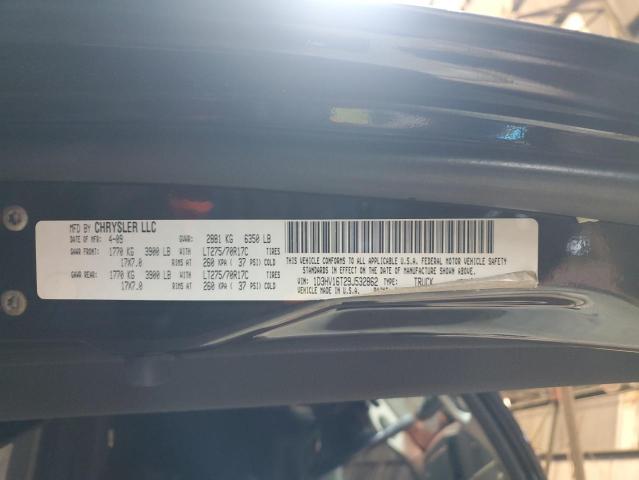 MFD BY CHRYSLER LLC
DATE OF MFR: 4-09 GVWR: 2881 KG 6350 LB
GAWR FRONT: 1770 KG 3900 LB WITH LT275/70R17C TIRES
17X7.0 RIMS AT 260 KPA ( 37 PSI) COLD
GAWR REAR: 1770 KG 3900 LB WITH LT275/70R17C TIRES
17X7.0 RIMS AT 260 KPA ( 37 PSI) COLD
THIS VEHICLE CONFORMS TO ALL APPLICABLE U.S.A. FEDERAL MOTOR VEHICLE SAFETY
STANDARDS IN EFFECT ON THE DATE OF MANUFACTURE SHOWN ABOVE.
VIN: 1D3HV16T29J532862 TYPE: TRUCK
VEHICLE MADE IN U.S.A.